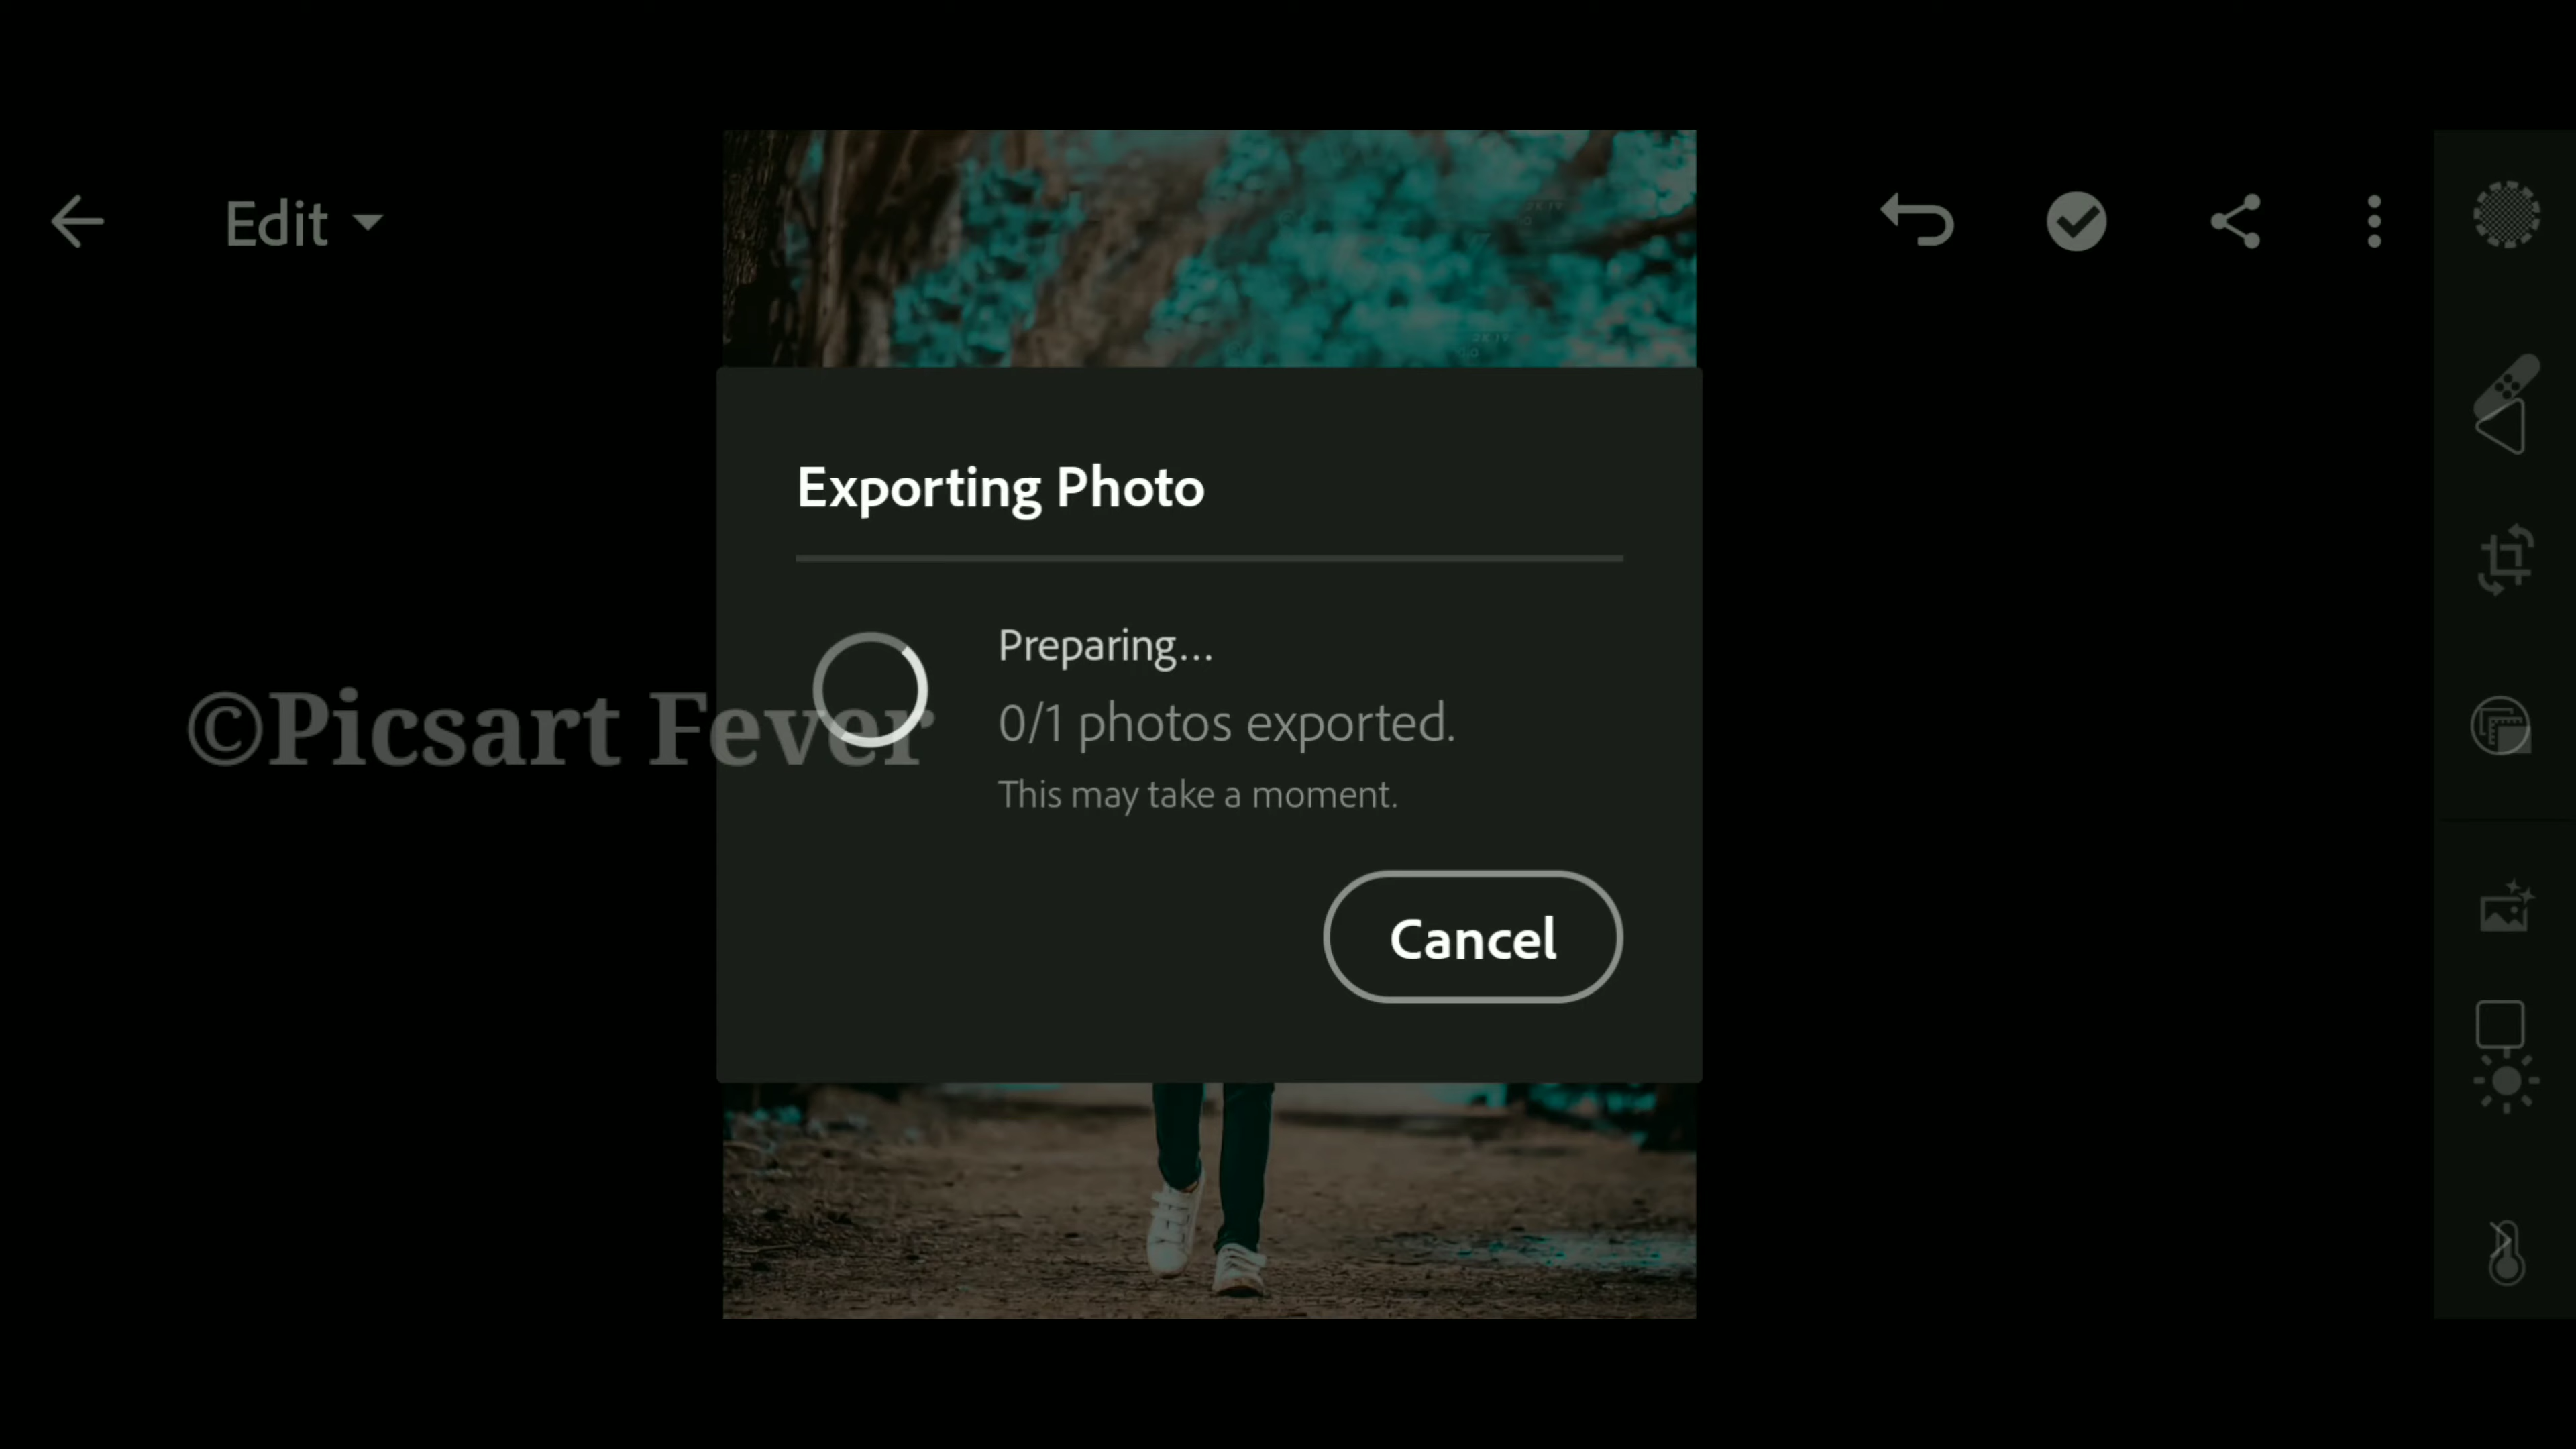 Edit
Exporting Photo
Preparing...
0/1 photos exported.
©Picsart Fever
This may take a moment.
Cancel